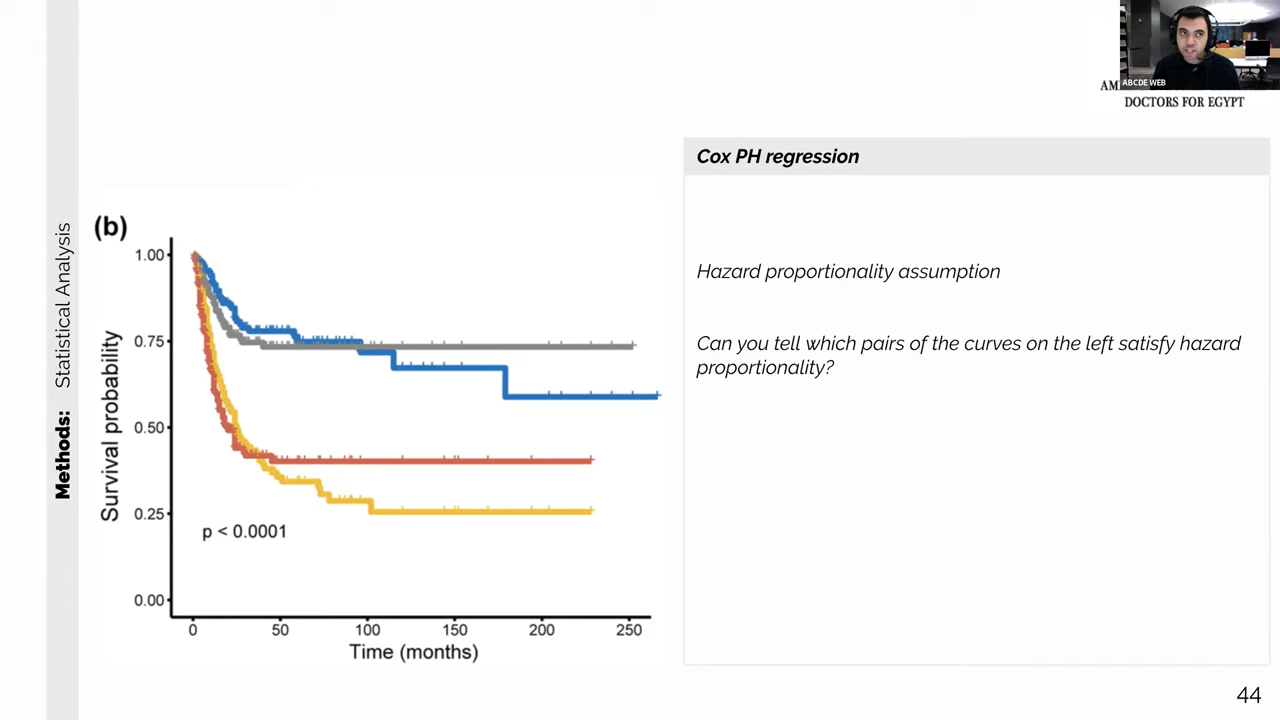 ABCDE WEB
DOCTORS FOR EGYPT
Cox PH regression
Hazard proportionality assumption
Can you tell which pairs of the curves on the left satisfy hazard
proportionality?
Methods: Statistical Analysis
(b)
Survival probability
1.00
0.75
0.50
0.25
0.00
p < 0.0001
0 50 100 150 200 250
Time (months)
44